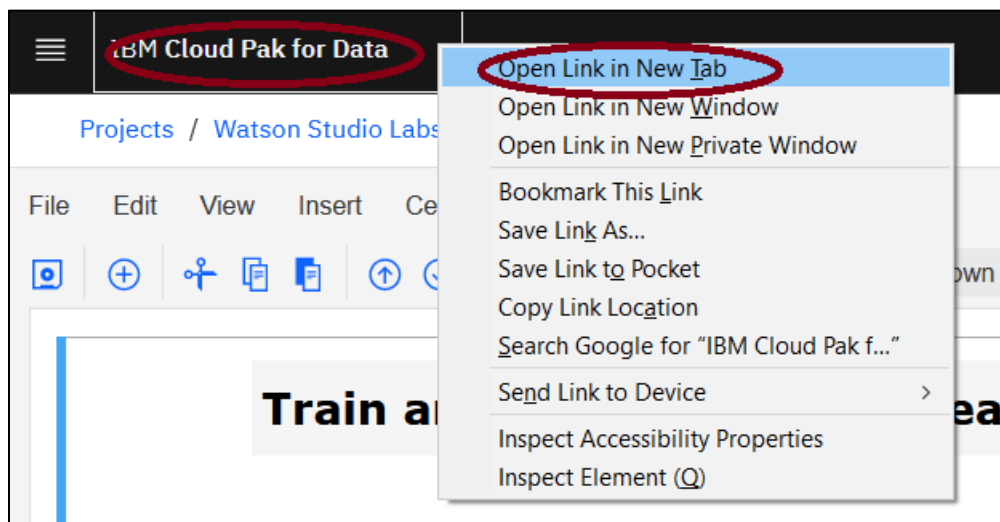 IBM Cloud Pak for Data
Open Link in New Tab
Open Link in New Window
Projects / Watson Studio Labs
Open Link in New Private Window
Bookmark This Link
File Edit View Insert Ce
Save Link As...
Save Link to Pocket
own
Copy Link Location
Search Google for “IBM Cloud Pak f...”
Send Link to Device
Train a
ea
Inspect Accessibility Properties
Inspect Element (Q)